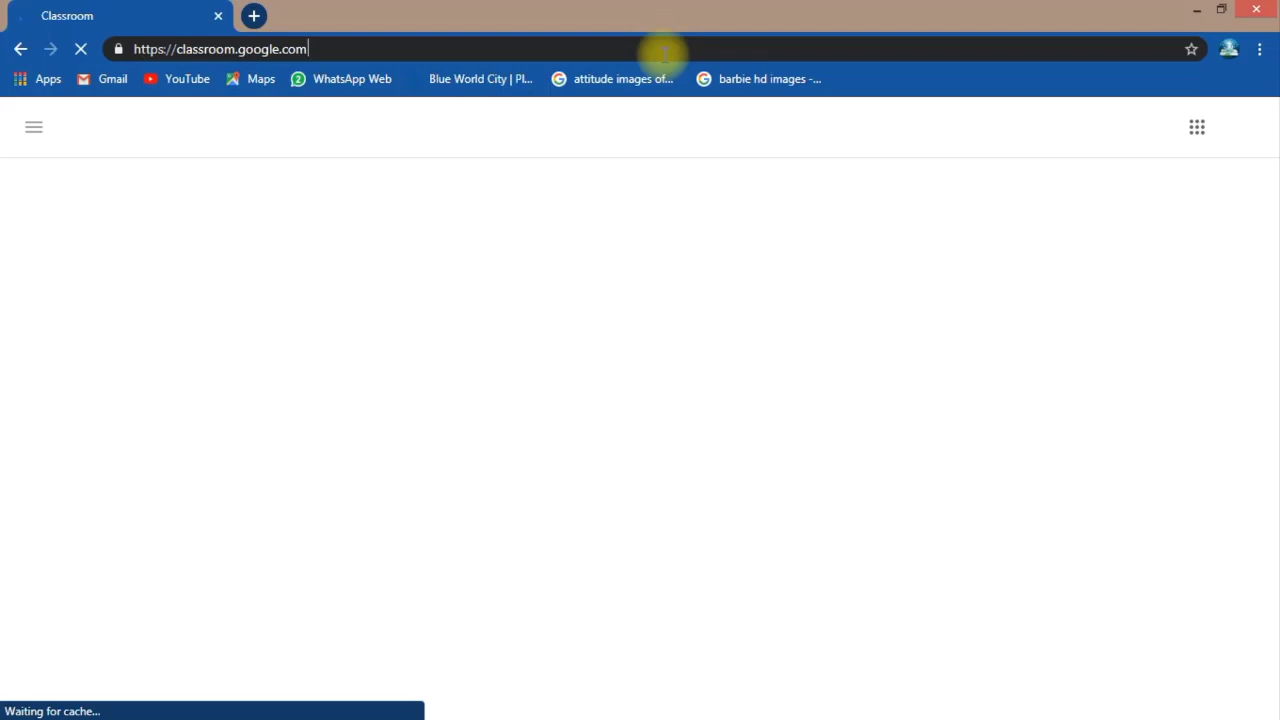 Classroom
https://classroom.google.com
Apps Gmail YouTube Maps 2 WhatsApp Web Blue World City | Pl... G attitude images of... G barbie hd images -...
Waiting for cache...